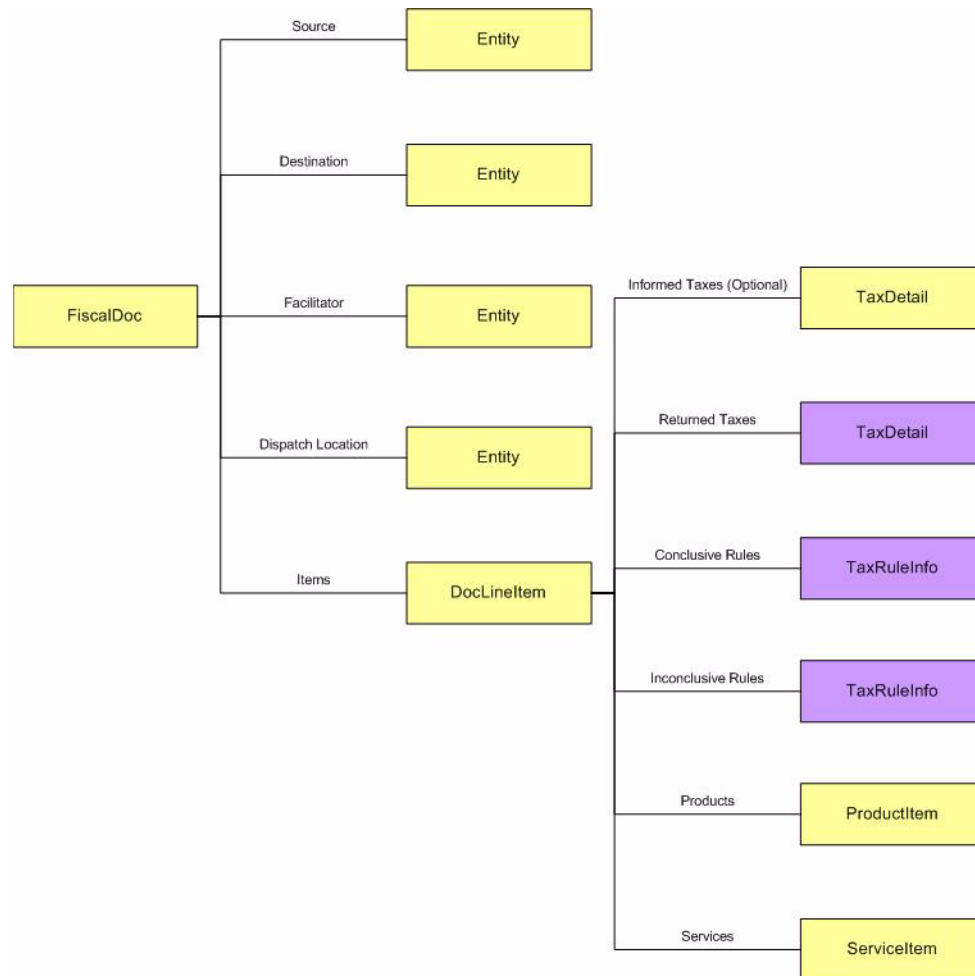 Source
Entity
Destination
Entity
Informed Taxes (Optional)
TaxDetail
FiscalDoc
Facilitator
Entity
Returned Taxes
TaxDetail
Dispatch Location
Entity
Conclusive Rules
TaxRuleInfo
Items
DocLineItem
Inconclusive Rules
TaxRuleInfo
Products
ProductItem
Services
ServiceItem